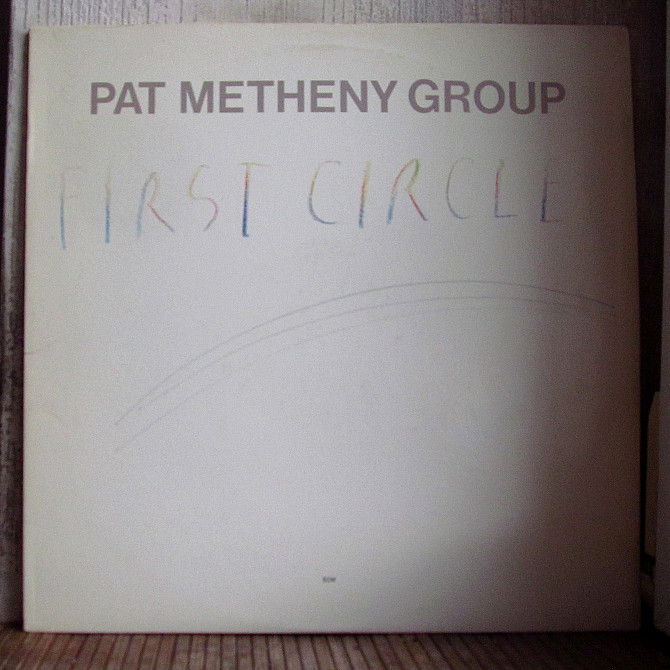 PAT METHENY GROUP
FIRST CIRCLE
ECM